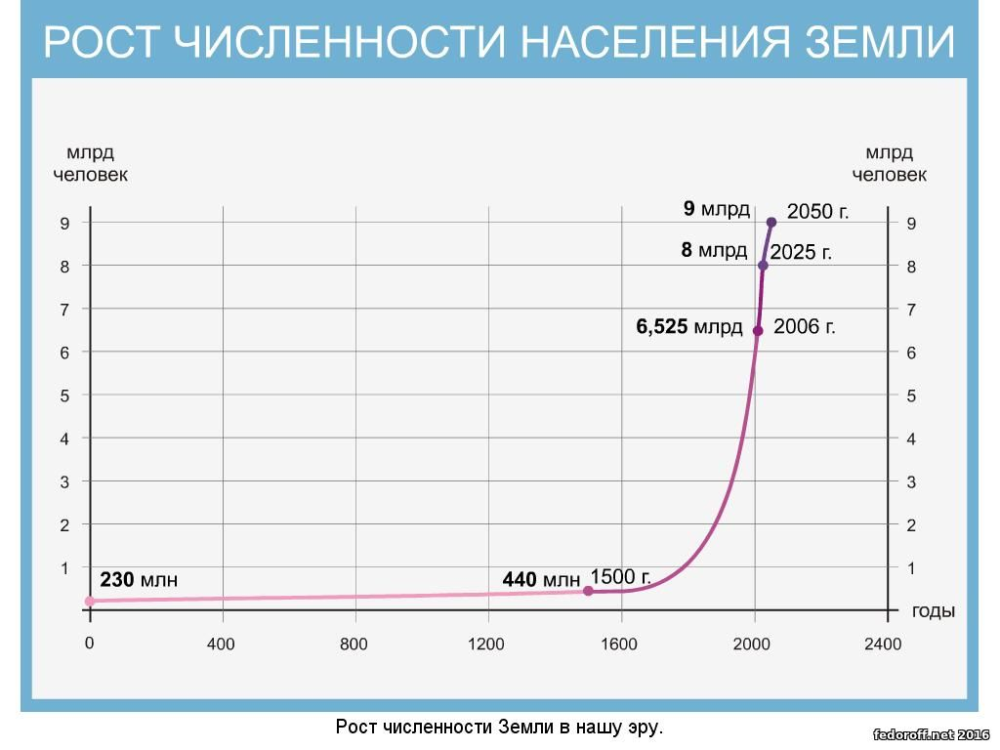 РОСТ ЧИСЛЕННОСТИ НАСЕЛЕНИЯ ЗЕМЛИ
млрд
человек
млрд
человек
9 млрд 2050 г.
9 9
8 млрд 2025 г.
8 8
7 7
6,525 млрд 2006 г.
6 6
5 5
4 4
3 3
2 2
1 1
230 млн 440 млн 1500 г.
годы
0 400 800 1200 1600 2000 2400
Рост численности Земли в нашу эру.
fedoroff.net 2016